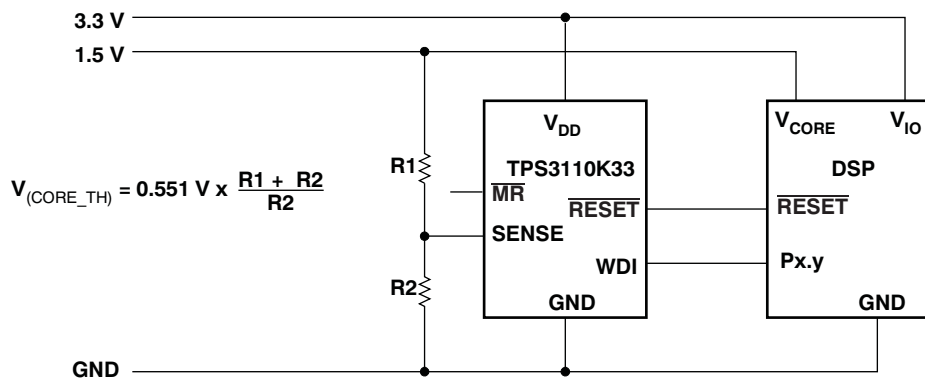 3.3 V
1.5 V
V(CORE_TH) = 0.551 V x R1 + R2
R2
R1
R2
VDD
TPS3110K33
MR
RESET
SENSE
WDI
GND
VCORE
VIO
DSP
RESET
Px.y
GND
GND